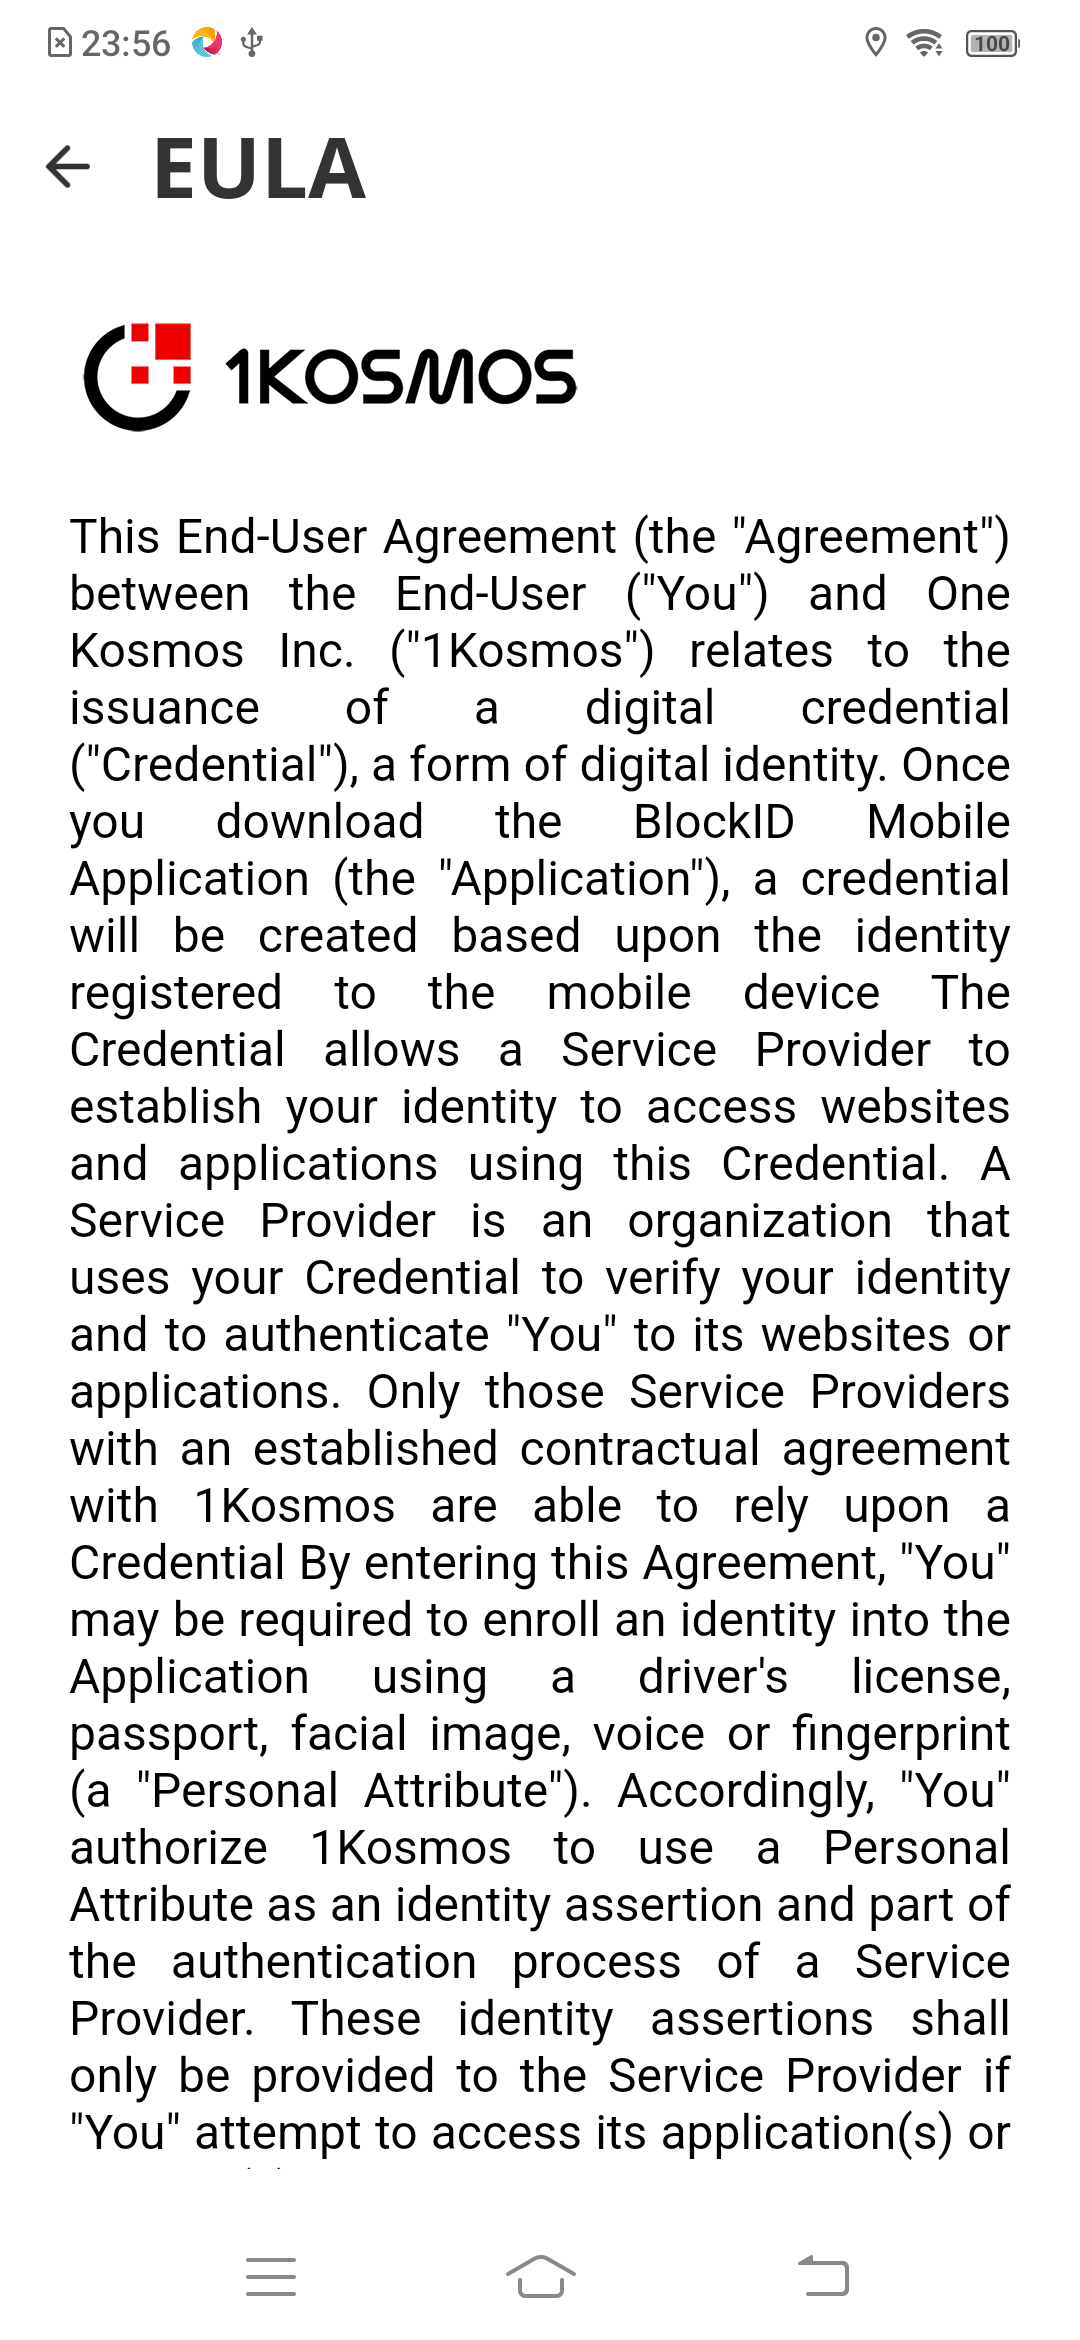 23:56
100
EULA
1KOSMOS
This End-User Agreement (the "Agreement")
between the End-User ("You") and One
Kosmos Inc. ("1Kosmos") relates to the
issuance of a digital credential
("Credential"), a form of digital identity. Once
you download the BlockID Mobile
Application (the "Application"), a credential
will be created based upon the identity
registered to the mobile device The
Credential allows a Service Provider to
establish your identity to access websites
and applications using this Credential. A
Service Provider is an organization that
uses your Credential to verify your identity
and to authenticate "You" to its websites or
applications. Only those Service Providers
with an established contractual agreement
with 1Kosmos are able to rely upon a
Credential By entering this Agreement, "You"
may be required to enroll an identity into the
Application using a driver's license,
passport, facial image, voice or fingerprint
(a "Personal Attribute"). Accordingly, "You"
authorize 1Kosmos to use a Personal
Attribute as an identity assertion and part of
the authentication process of a Service
Provider. These identity assertions shall
only be provided to the Service Provider if
"You" attempt to access its application(s) or